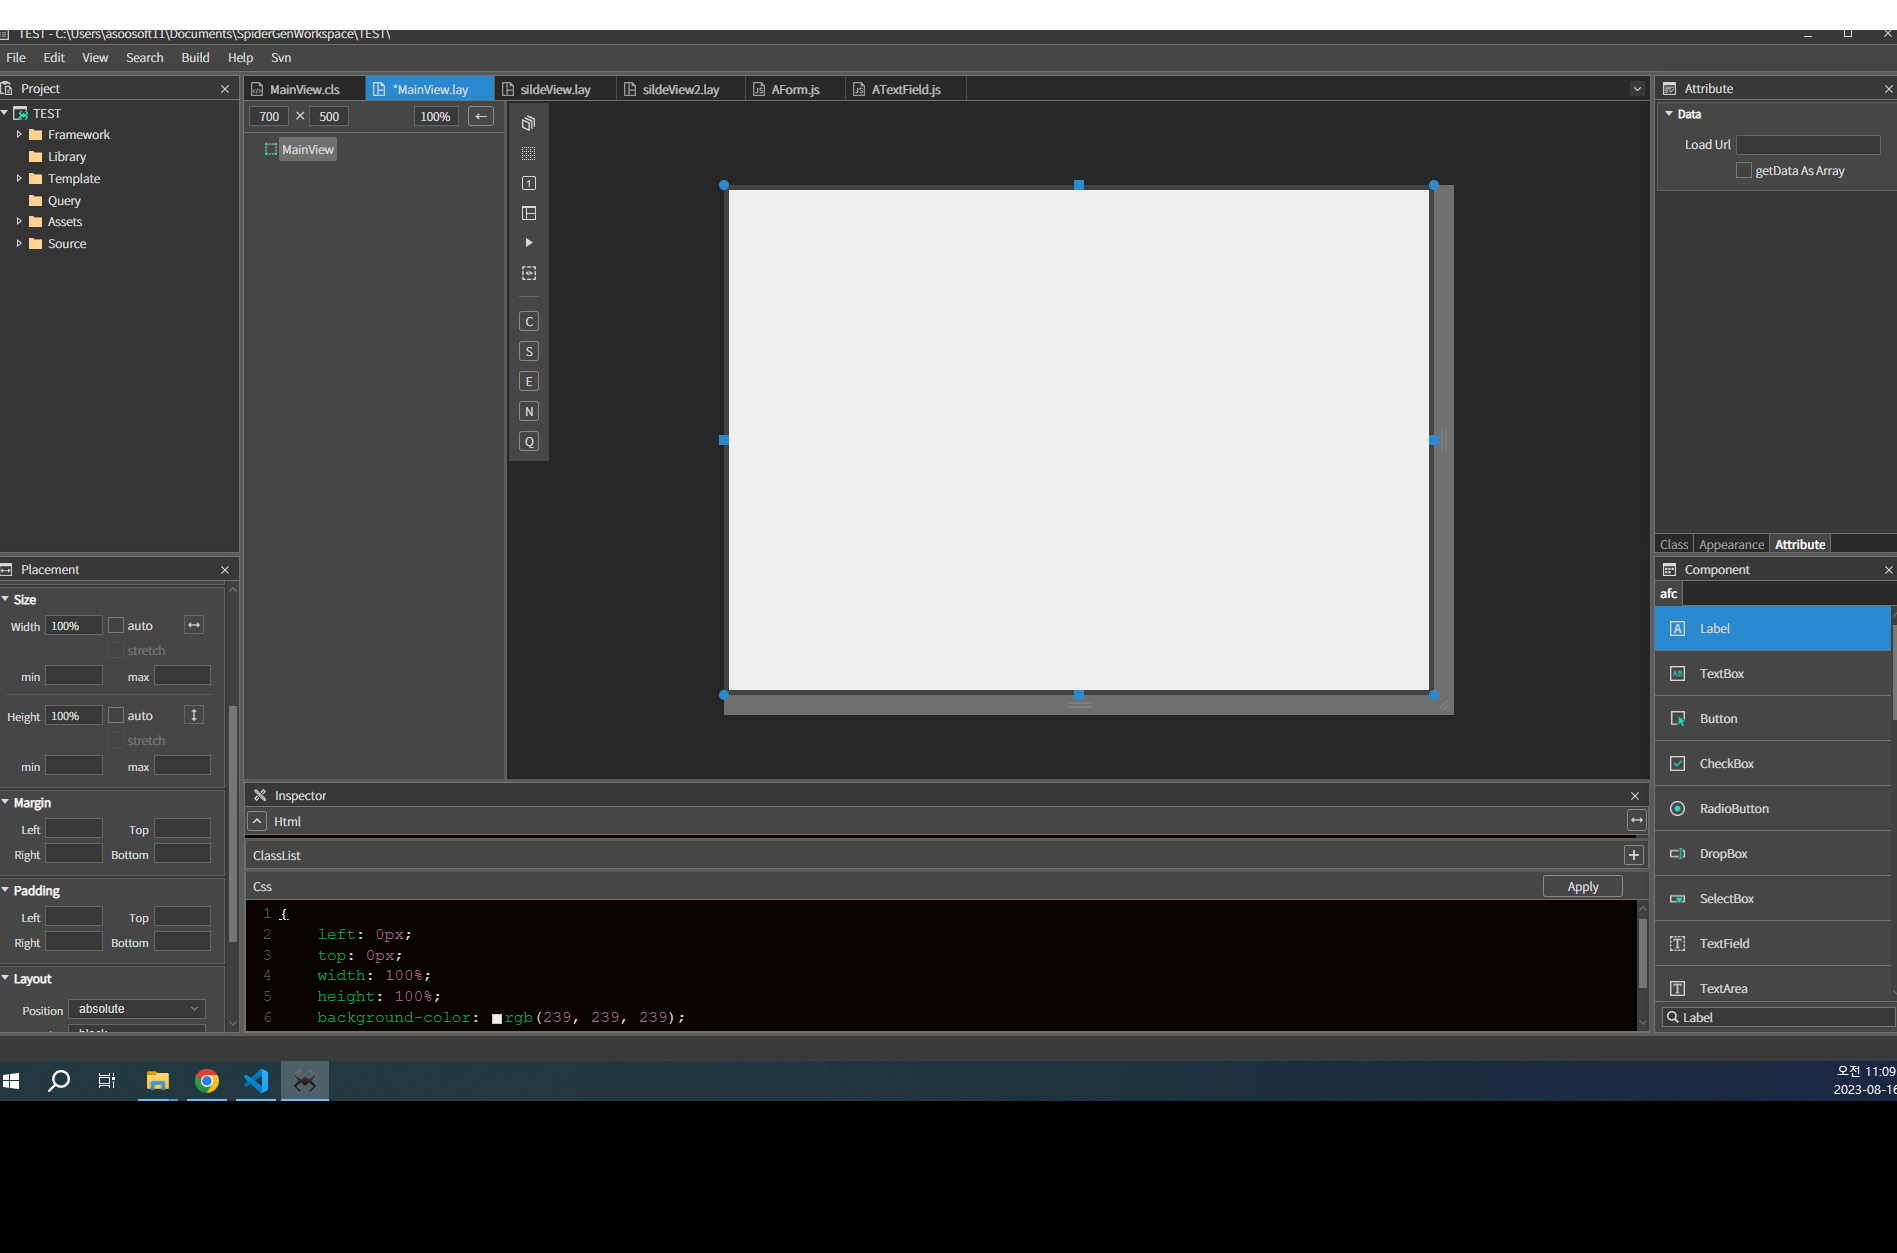 TEST - C:\Users\asoosoft11\Documents\SpiderGenWorkspace\TEST\
File Edit View Search Build Help Svn
Project
TEST
Framework
Library
Template
Query
Assets
Source
MainView.cls *MainView.lay sildeView.lay sildeView2.lay AForm.js ATextField.js
700 × 500 100% ←
MainView
1
C
S
E
N
Q
Attribute
Data
Load Url
getData As Array
Class Appearance Attribute
Placement
Size
Width 100% auto
stretch
min max
Height 100% auto
stretch
min max
Margin
Left Top
Right Bottom
Padding
Left Top
Right Bottom
Layout
Position absolute
Inspector
Html
ClassList
Css Apply
1 {
2 left: 0px;
3 top: 0px;
4 width: 100%;
5 height: 100%;
6 background-color: rgb(239, 239, 239);
Component
afc
Label
TextBox
Button
CheckBox
RadioButton
DropBox
SelectBox
TextField
TextArea
Label
오전 11:09
2023-08-16